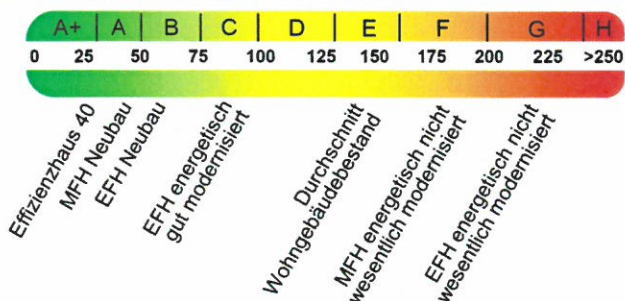 A+ A B C D E F G H
0 25 50 75 100 125 150 175 200 225 >250
Effizienzhaus 40
MFH Neubau
EFH Neubau
EFH energetisch
gut modernisiert
Durchschnitt
Wohngebäudebestand
MFH energetisch nicht
wesentlich modernisiert
EFH energetisch nicht
wesentlich modernisiert